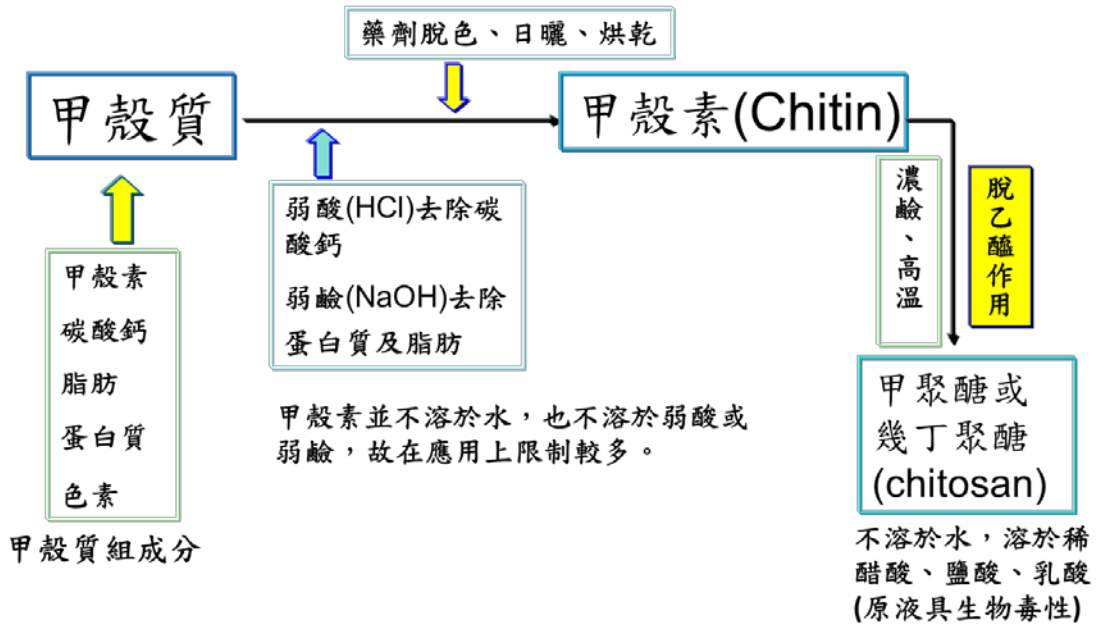 藥劑脫色、日曬、烘乾
甲殼質
甲殼素(Chitin)
弱酸(HCl)去除碳
酸鈣
弱鹼(NaOH)去除
蛋白質及脂肪
濃鹼、高溫
脫乙醯作用
甲殼素
碳酸鈣
脂肪
蛋白質
色素
甲殼質組成分
甲殼素並不溶於水，也不溶於弱酸或
弱鹼，故在應用上限制較多。
甲聚醣或
幾丁聚醣
(chitosan)
不溶於水，溶於稀
醋酸、鹽酸、乳酸
(原液具生物毒性)